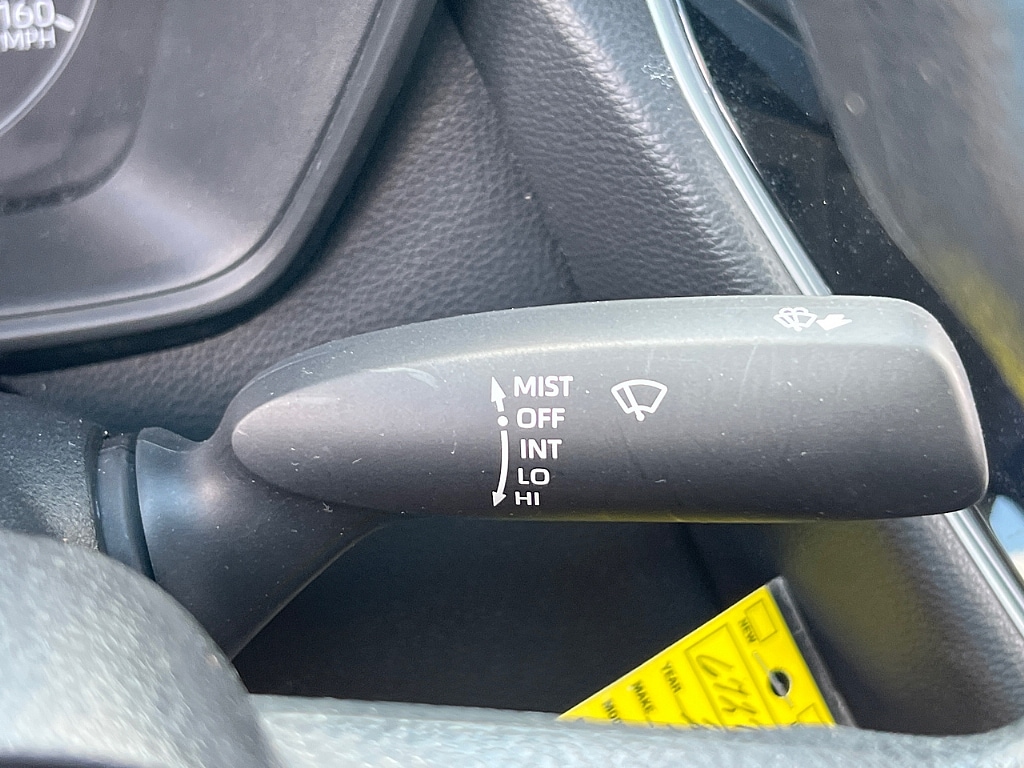 160
MPH
MIST
OFF
INT
LO
HI
NEW
YEAR
MAKE